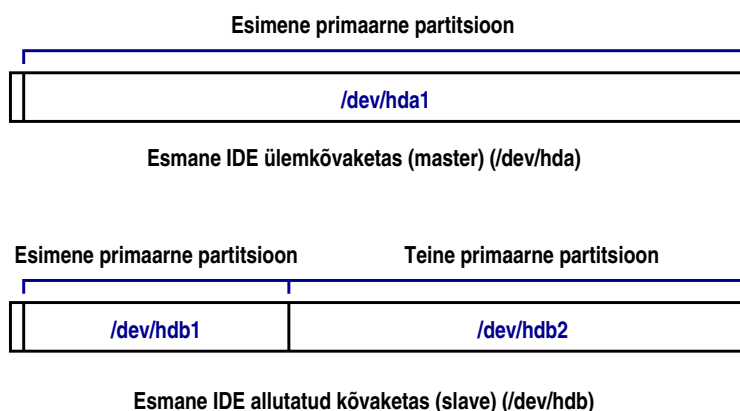 Esimene primaarne partitsioon
/dev/hda1
Esmane IDE ülemkõvaketas (master) (/dev/hda)
Esimene primaarne partitsioon Teine primaarne partitsioon
/dev/hdb1 /dev/hdb2
Esmane IDE allutatud kõvaketas (slave) (/dev/hdb)